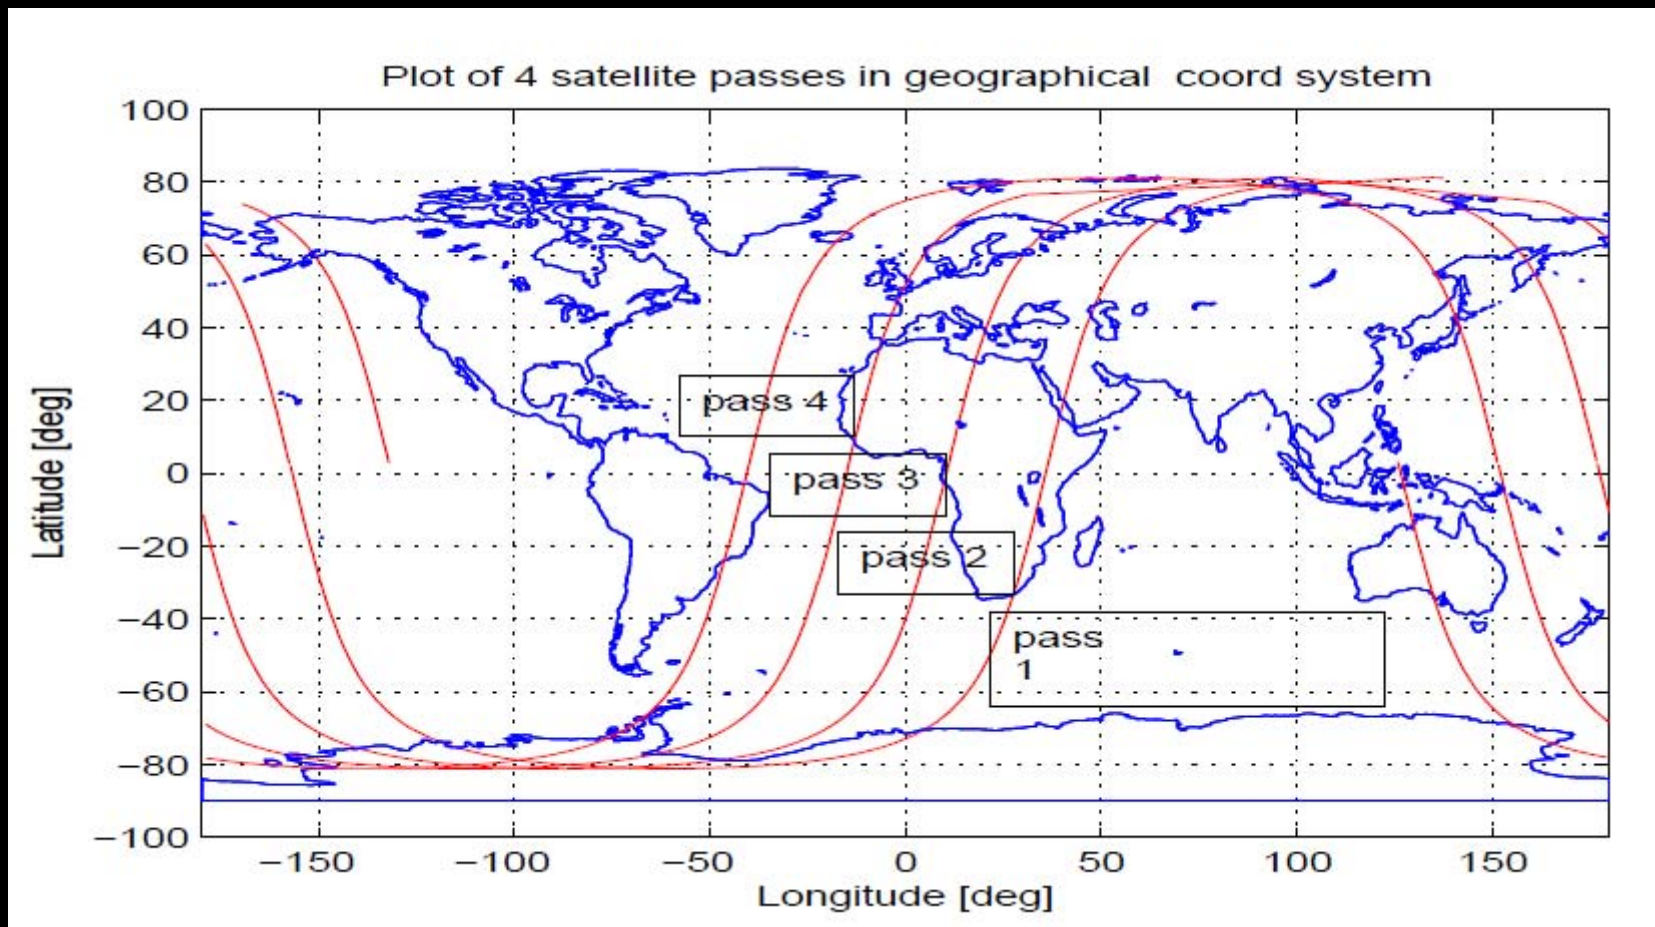 Plot of 4 satellite passes in geographical coord system
100
80
60
40
20
0
−20
−40
−60
−80
−100
Latitude [deg]
pass 4
pass 3
pass 2
pass
1
−150 −100 −50 0 50 100 150
Longitude [deg]